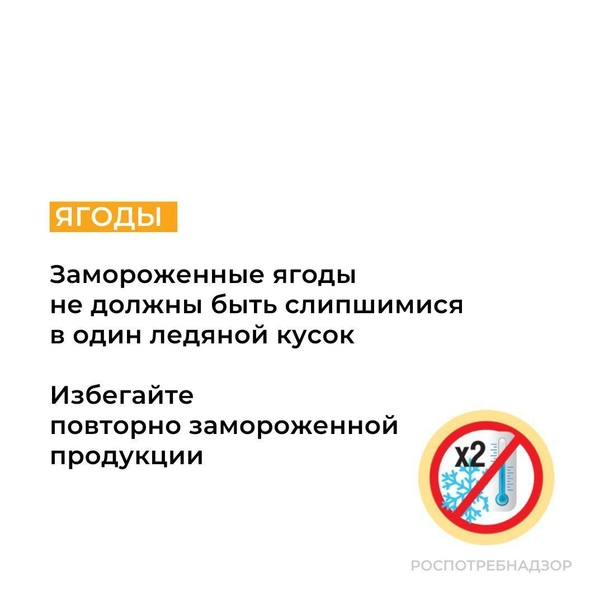 ЯГОДЫ
Замороженные ягоды
не должны быть слипшимися
в один ледяной кусок
Избегайте
повторно замороженной
продукции
x2
РОСПОТРЕБНАДЗОР